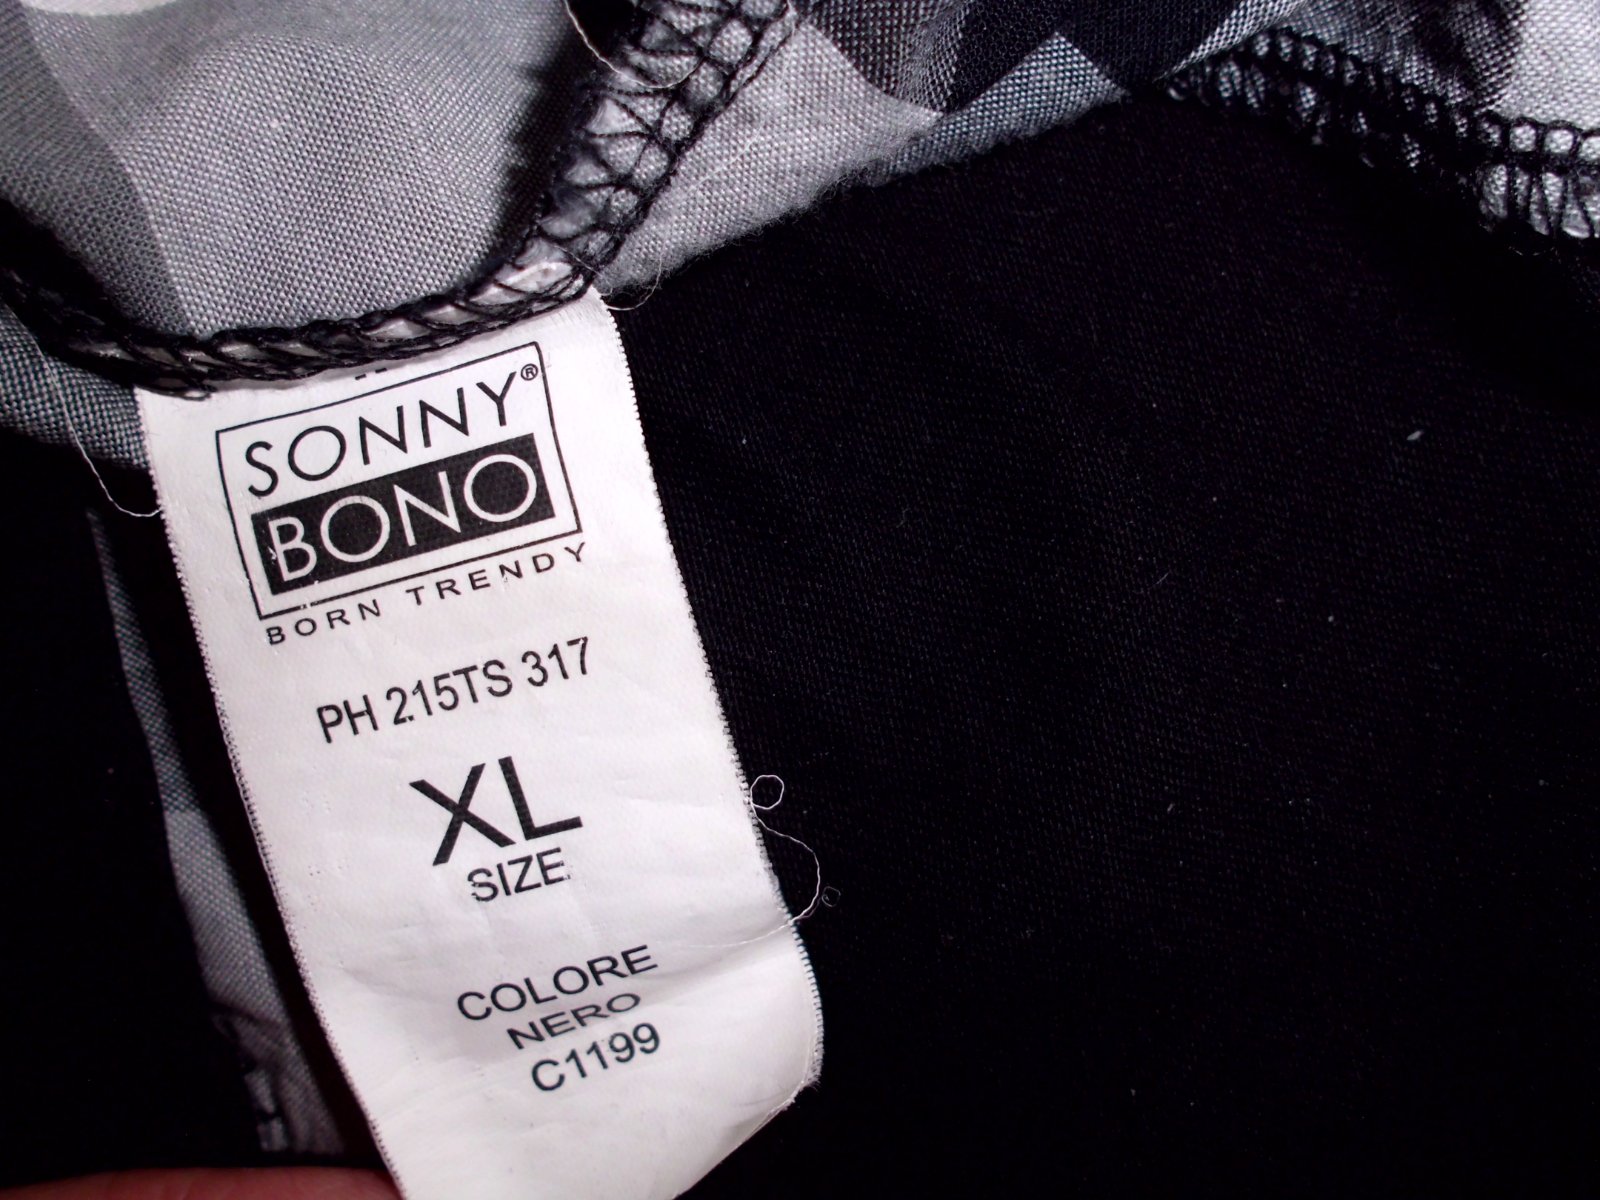 SONNY®
BONO
BORN TRENDY
PH 215TS 317
XL
SIZE
COLORE
NERO
C1199